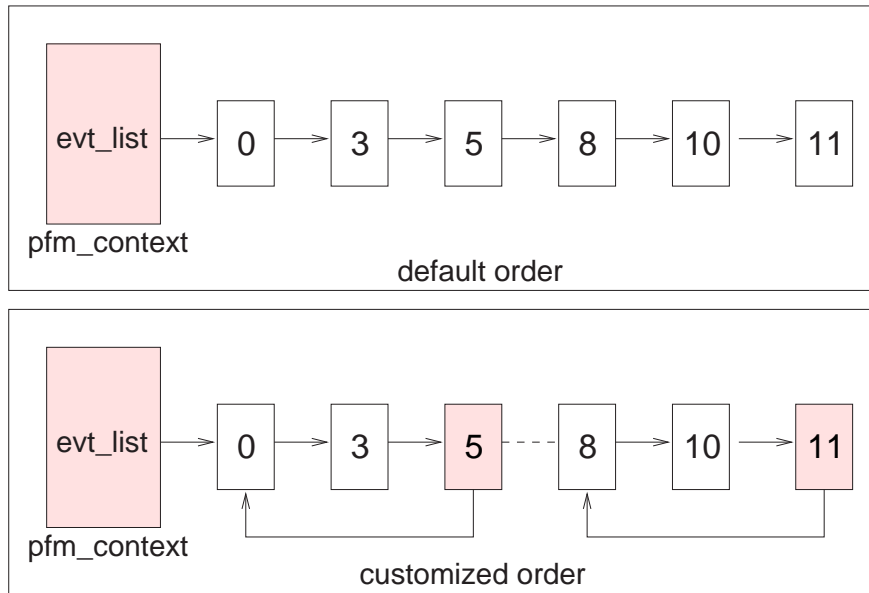 evt_list 0 3 5 8 10 11
pfm_context
default order
evt_list 0 3 5 8 10 11
pfm_context
customized order